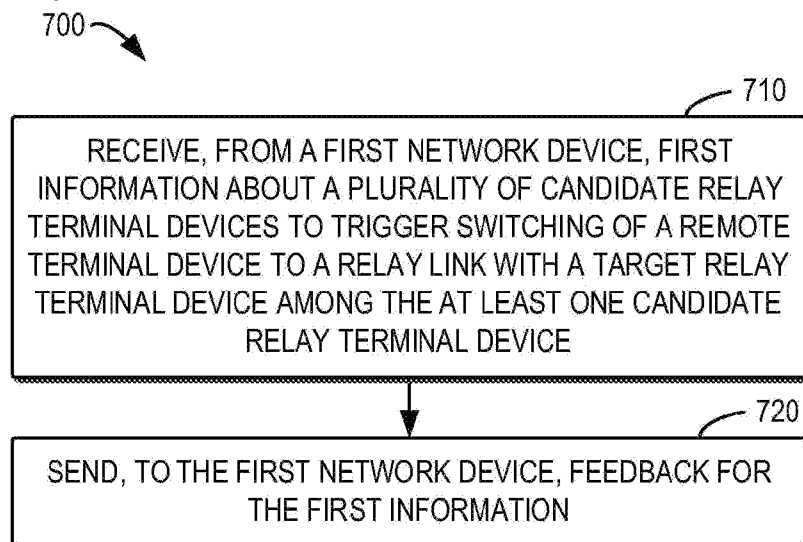 700
710
RECEIVE, FROM A FIRST NETWORK DEVICE, FIRST
INFORMATION ABOUT A PLURALITY OF CANDIDATE RELAY
TERMINAL DEVICES TO TRIGGER SWITCHING OF A REMOTE
TERMINAL DEVICE TO A RELAY LINK WITH A TARGET RELAY
TERMINAL DEVICE AMONG THE AT LEAST ONE CANDIDATE
RELAY TERMINAL DEVICE
720
SEND, TO THE FIRST NETWORK DEVICE, FEEDBACK FOR
THE FIRST INFORMATION